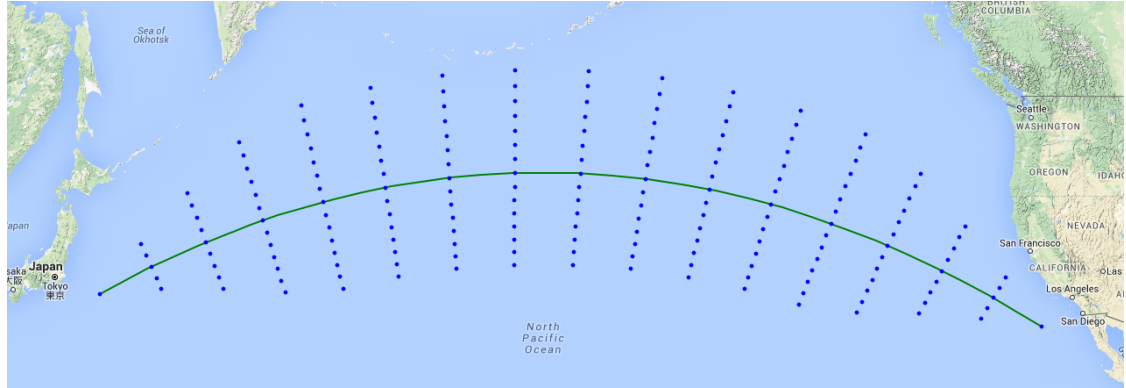 BRITISH
COLUMBIA
Sea of
Okhotsk
Seattle
WASHINGTON
OREGON
IDAHO
NEVADA
San Francisco
CALIFORNIA
Las
Los Angeles
San Diego
Japan
Tokyo
東京
大阪
North
Pacific
Ocean